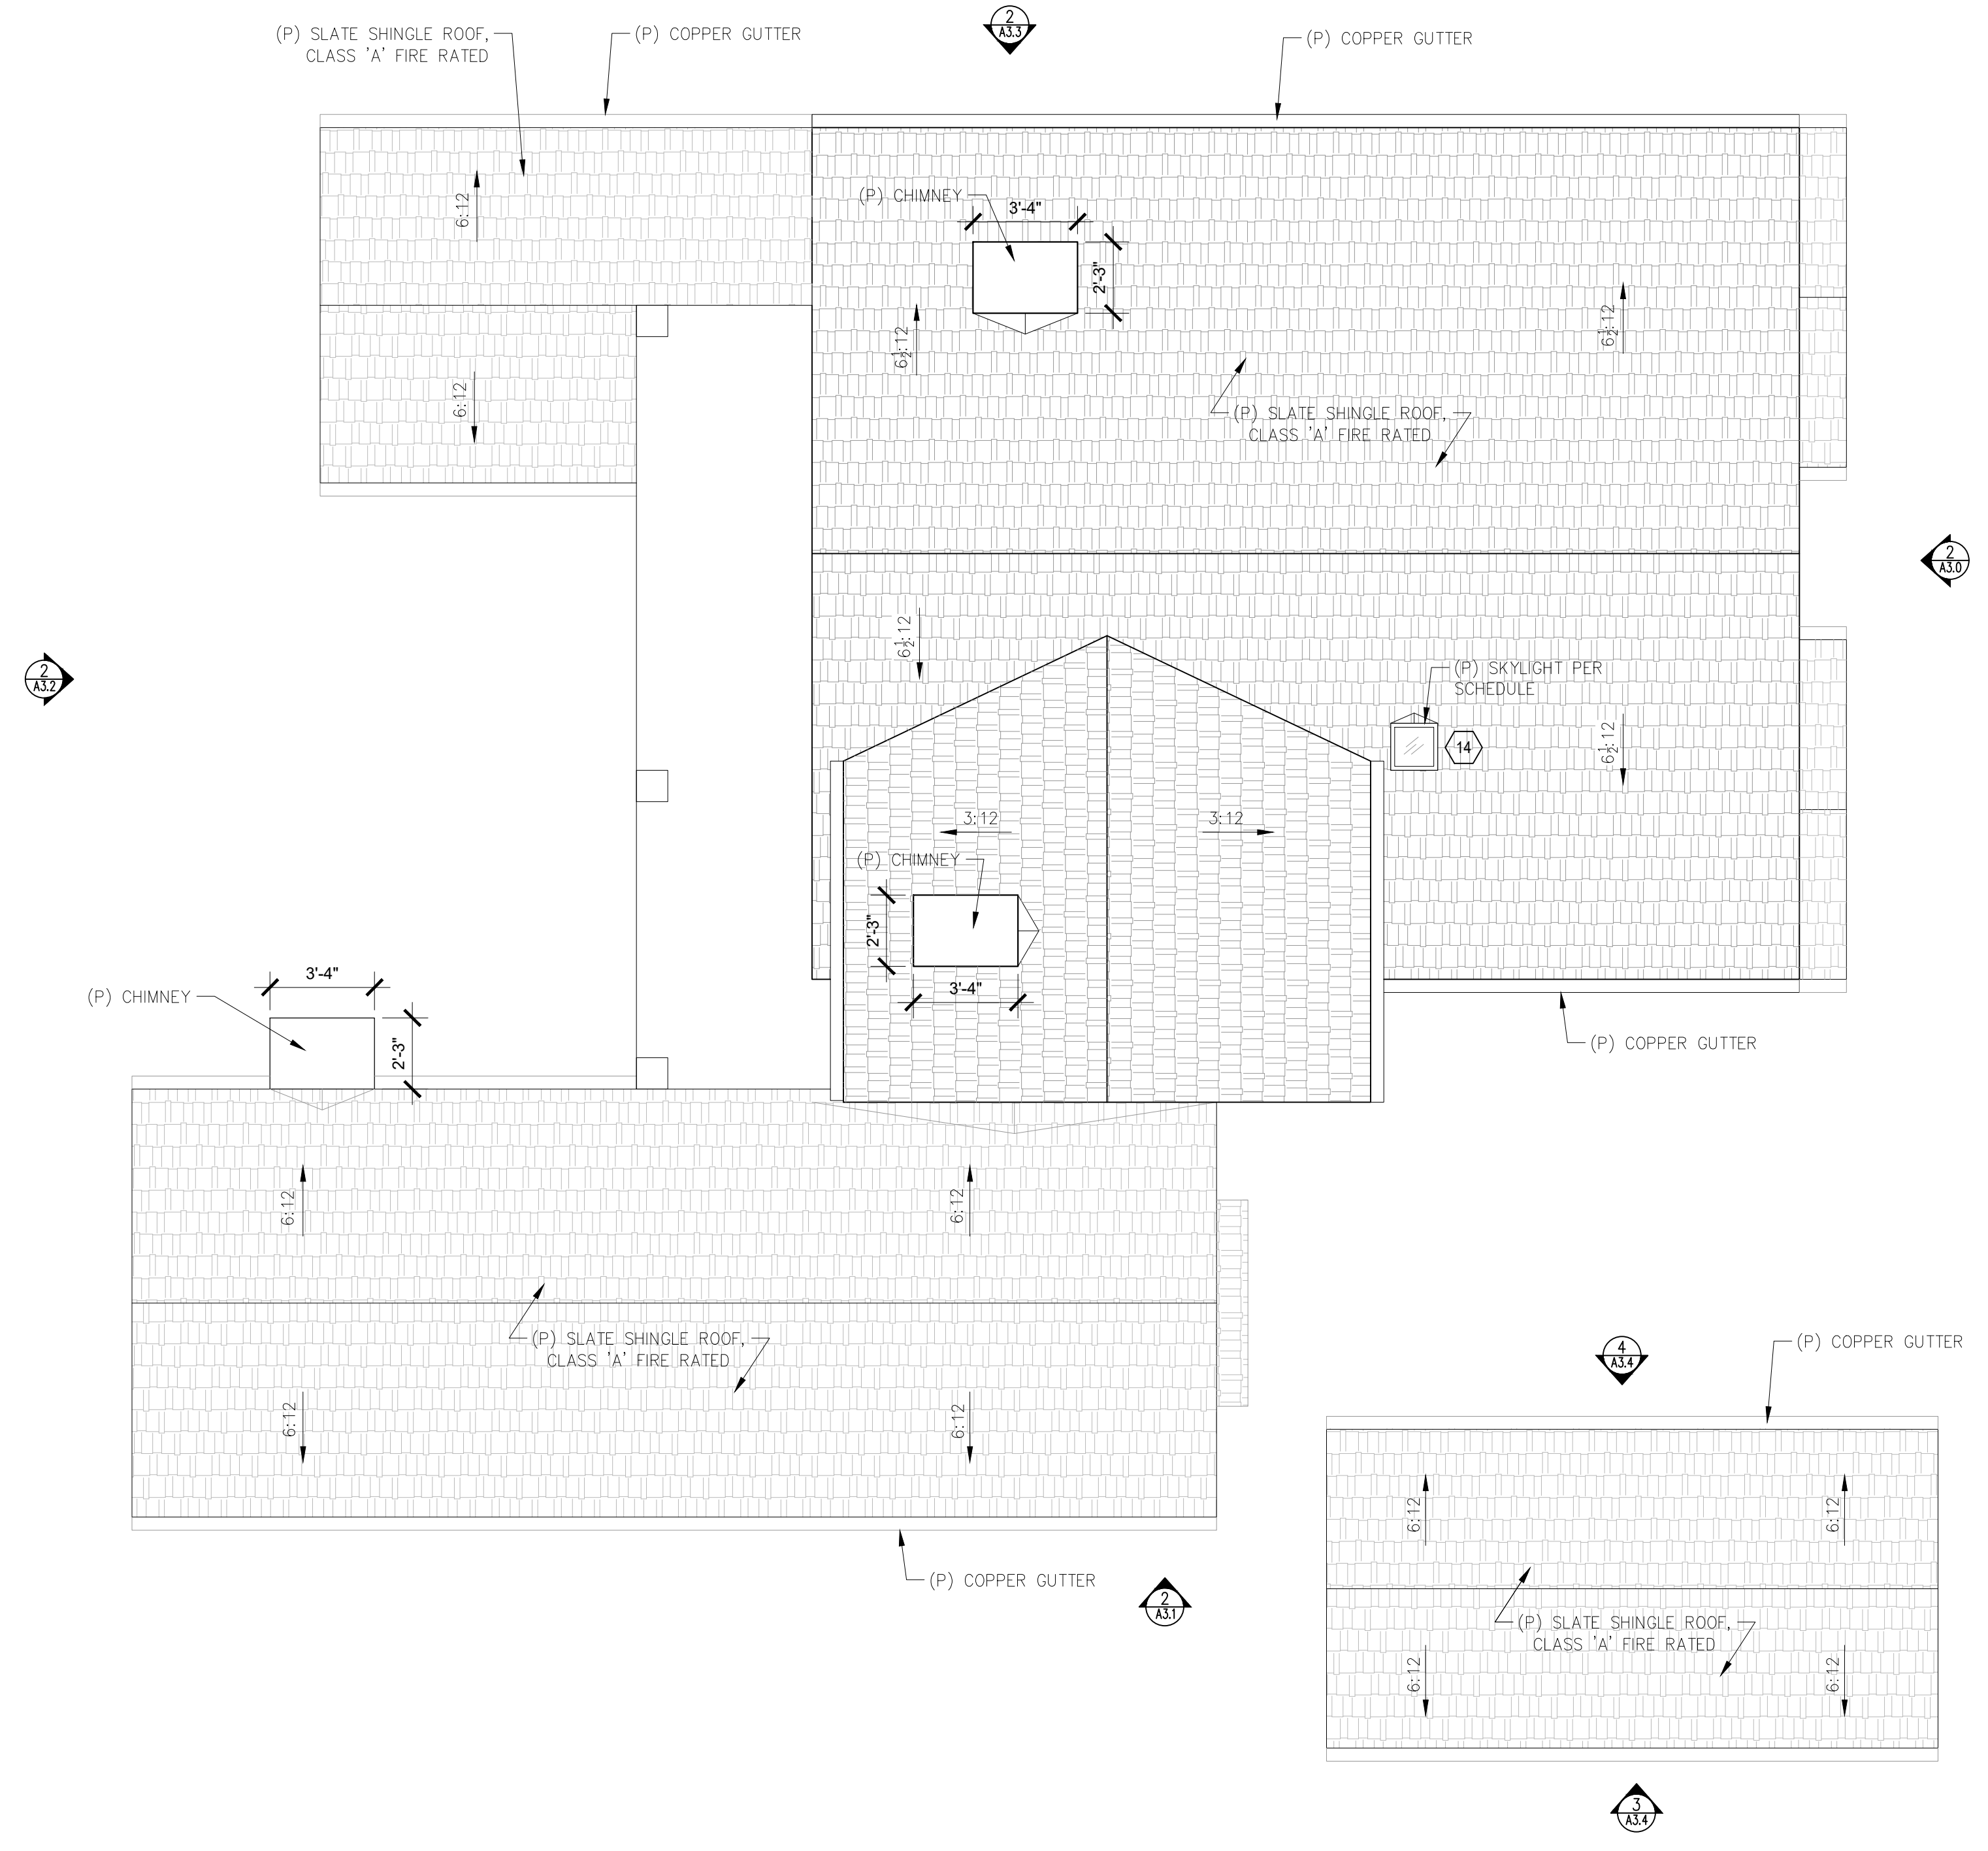 2
A3.3
(P) SLATE SHINGLE ROOF,
CLASS 'A' FIRE RATED
(P) COPPER GUTTER
(P) COPPER GUTTER
(P) CHIMNEY
3'-4"
2'-3"
6:12
6:12
6½:12
6½:12
(P) SLATE SHINGLE ROOF,
CLASS 'A' FIRE RATED
2
A3.0
6½:12
2
A3.2
(P) SKYLIGHT PER
SCHEDULE
14
6½:12
3:12
3:12
(P) CHIMNEY
2'-3"
3'-4"
3'-4"
(P) CHIMNEY
2'-3"
(P) COPPER GUTTER
6:12
6:12
(P) SLATE SHINGLE ROOF,
CLASS 'A' FIRE RATED
6:12
6:12
4
A3.4
(P) COPPER GUTTER
6:12
6:12
(P) COPPER GUTTER
2
A3.1
(P) SLATE SHINGLE ROOF,
CLASS 'A' FIRE RATED
6:12
6:12
3
A3.4